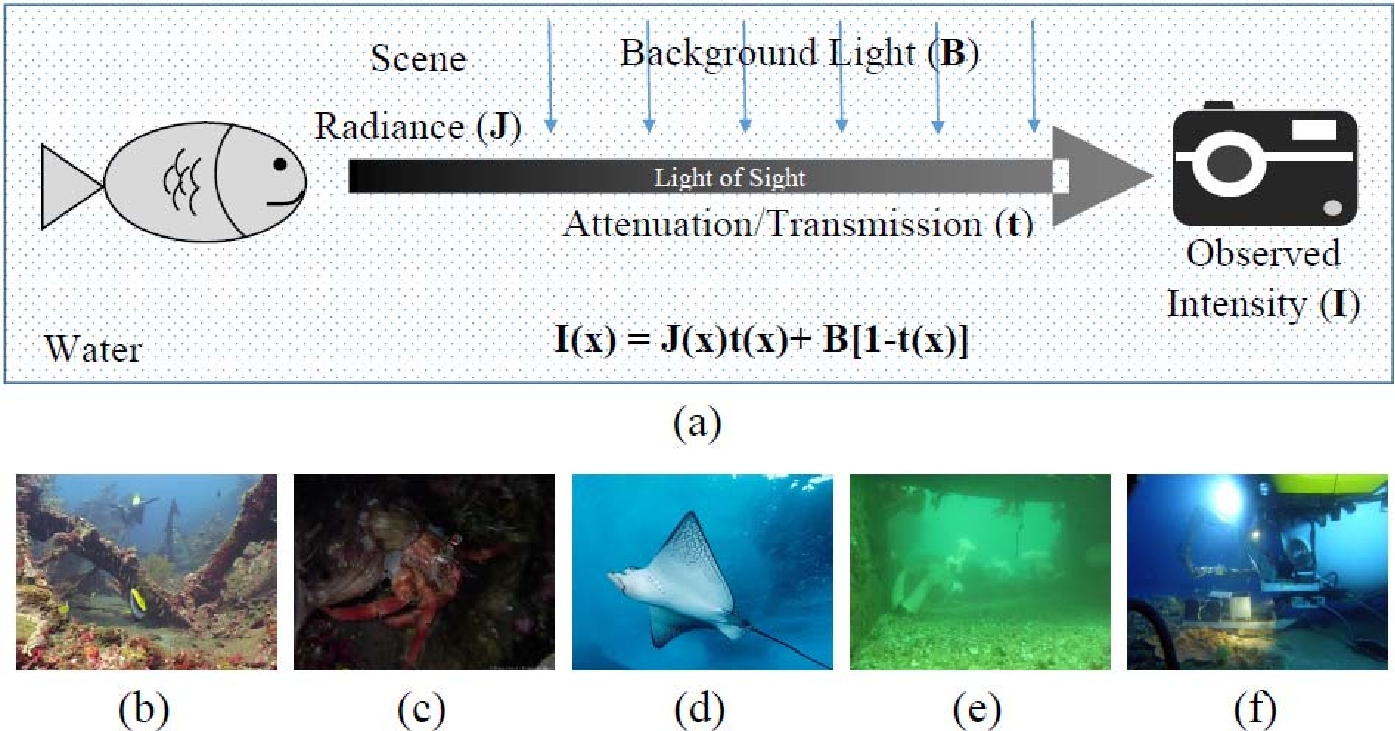 Scene
Background Light (B)
Radiance (J)
Light of Sight
Attenuation/Transmission (t)
Observed
Intensity (I)
I(x) = J(x)t(x)+ B[1-t(x)]
Water
(a)
(b) (c) (d) (e) (f)